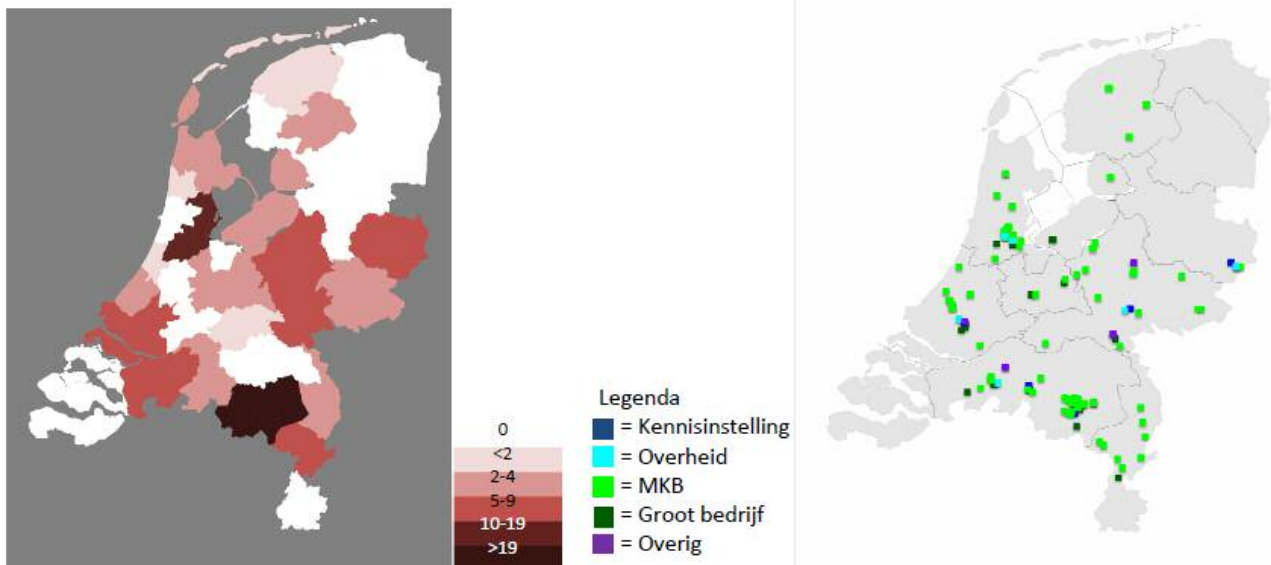 0
<2
2-4
5-9
10-19
>19
Legenda
= Kennisinstelling
= Overheid
= MKB
= Groot bedrijf
= Overig